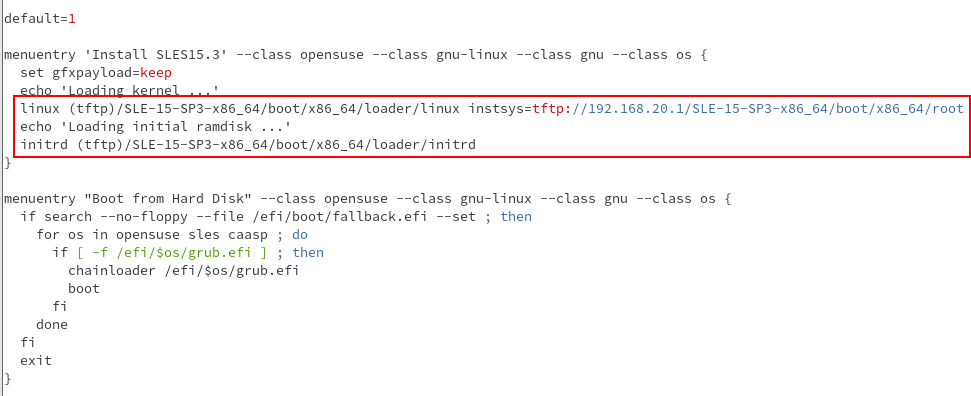 default=1
menuentry 'Install SLES15.3' --class opensuse --class gnu-linux --class gnu --class os {
set gfxpayload=keep
echo 'Loading kernel ...'
linux (tftp)/SLE-15-SP3-x86_64/boot/x86_64/loader/linux instsys=tftp://192.168.20.1/SLE-15-SP3-x86_64/boot/x86_64/root
echo 'Loading initial ramdisk ...'
initrd (tftp)/SLE-15-SP3-x86_64/boot/x86_64/loader/initrd
}
menuentry "Boot from Hard Disk" --class opensuse --class gnu-linux --class gnu --class os {
if search --no-floppy --file /efi/boot/fallback.efi --set ; then
for os in opensuse sles caasp ; do
if [ -f /efi/$os/grub.efi ] ; then
chainloader /efi/$os/grub.efi
boot
fi
done
fi
exit
}